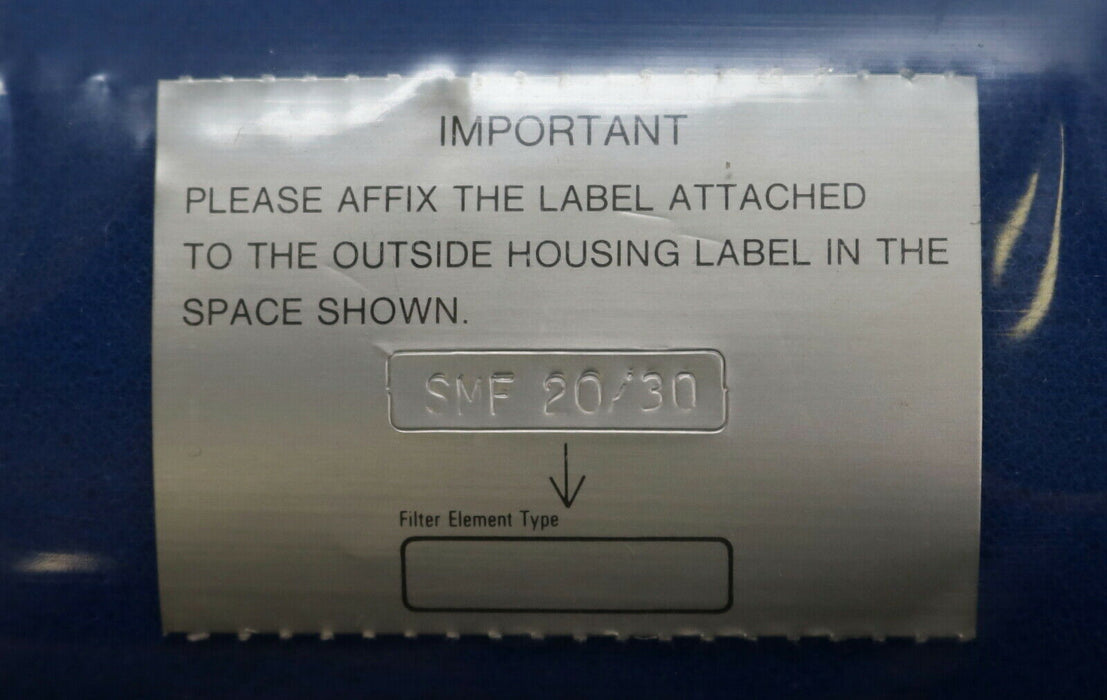 IMPORTANT
PLEASE AFFIX THE LABEL ATTACHED
TO THE OUTSIDE HOUSING LABEL IN THE
SPACE SHOWN.
SMF 20/30
Filter Element Type